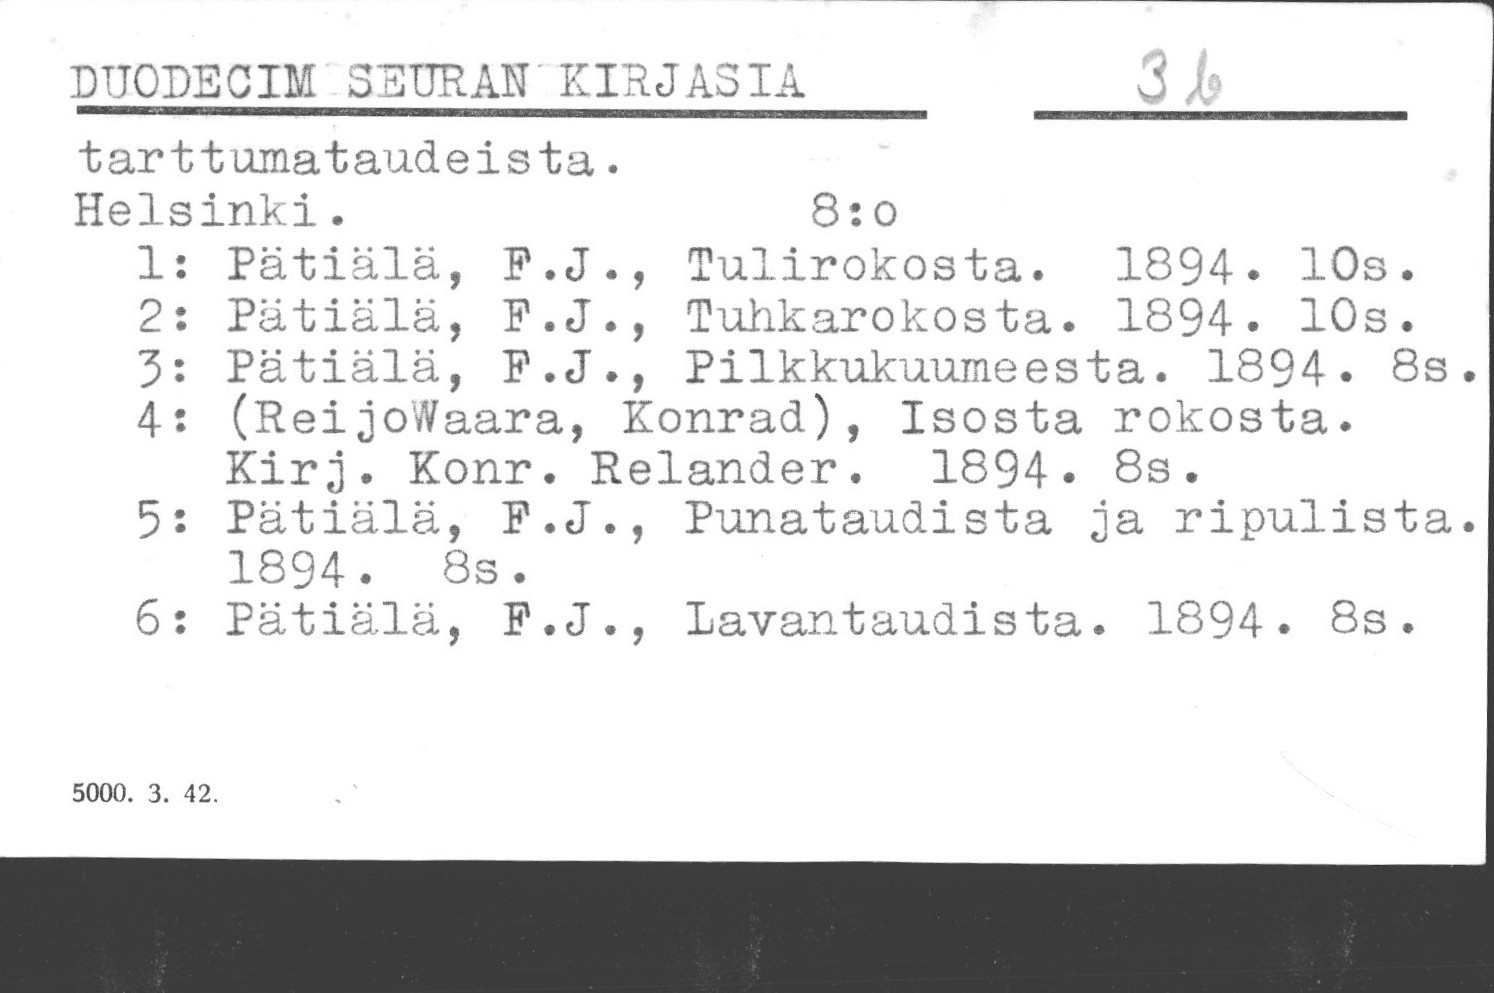 DUODECIM SEURAN KIRJASIA 3b
tarttumataudeista.
Helsinki. 8:o
1: Pätiälä, F.J., Tulirokosta. 1894. 10s.
2: Pätiälä, F.J., Tuhkarokosta. 1894. 10s.
3: Pätiälä, F.J., Pilkkukuumeesta. 1894. 8s.
4: (ReijoWaara, Konrad), Isosta rokosta.
Kirj. Konr. Relander. 1894. 8s.
5: Pätiälä, F.J., Punataudista ja ripulista.
1894. 8s.
6: Pätiälä, F.J., Lavantaudista. 1894. 8s.
5000. 3. 42.